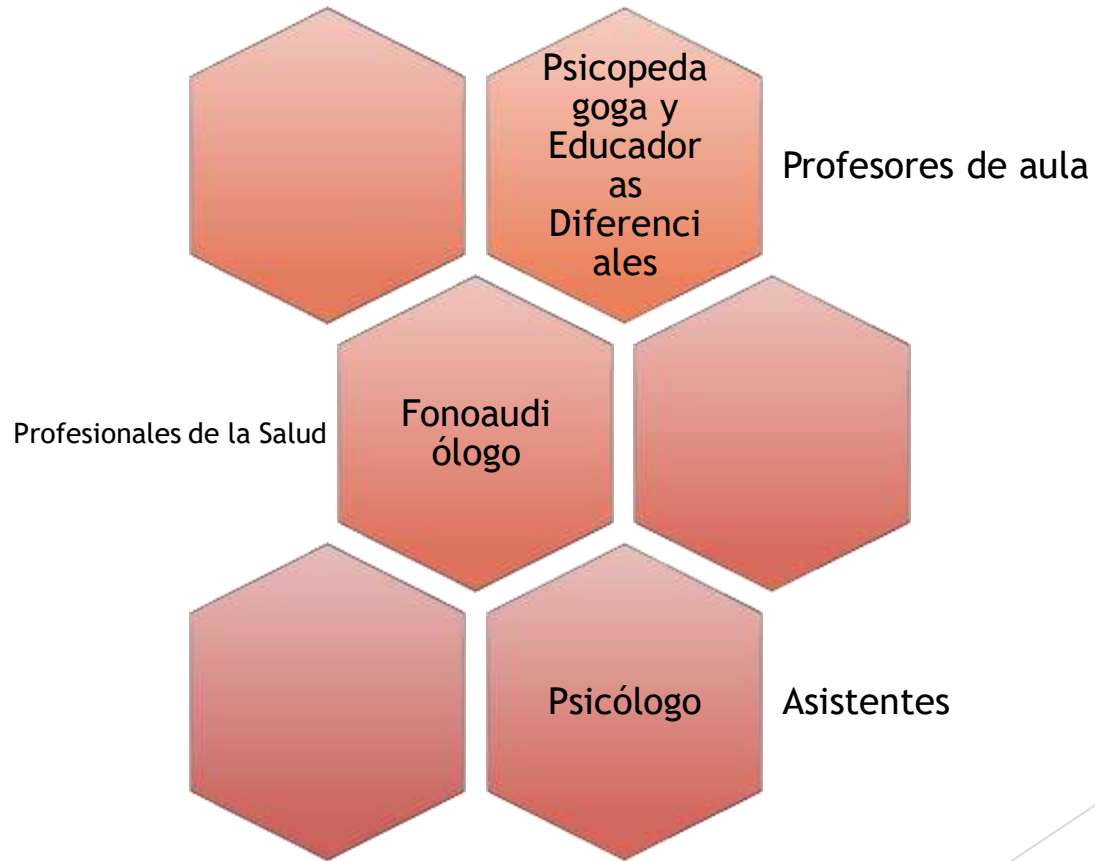 Psicopeda
goga y
Educador
as
Diferenci
ales
Profesores de aula
Profesionales de la Salud
Fonoaudi
ólogo
Psicólogo
Asistentes